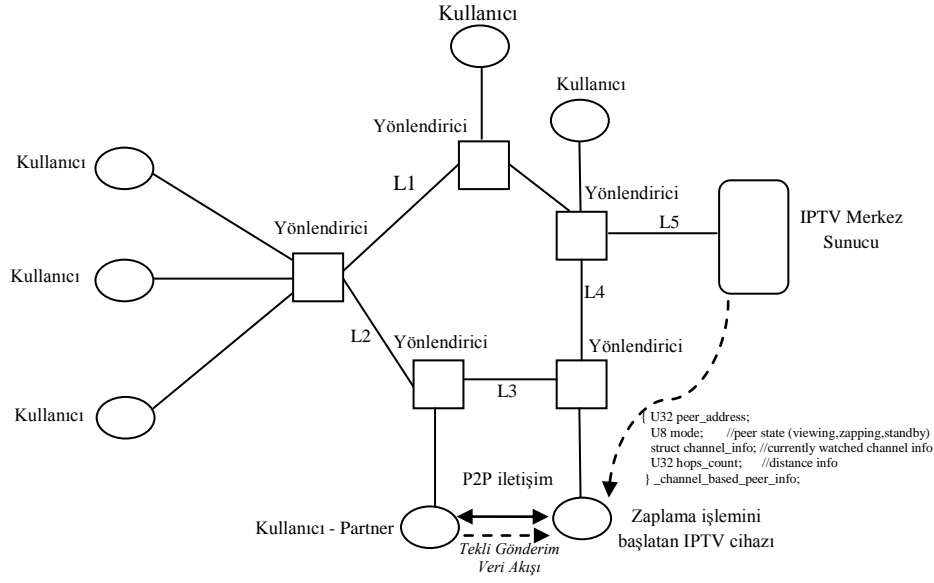 Kullanıcı
Kullanıcı
Yönlendirici
Kullanıcı
L1
Yönlendirici
Yönlendirici
L5
IPTV Merkez
Sunucu
Kullanıcı
L4
L2
Yönlendirici
Yönlendirici
L3
Kullanıcı
{ U32 peer_address;
U8 mode; //peer state (viewing,zapping,standby)
struct channel_info; //currently watched channel info
U32 hops_count; //distance info
} _channel_based_peer_info;
P2P iletişim
Kullanıcı - Partner
Zaplama işlemini
başlatan IPTV cihazı
Tekli Gönderim
Veri Akışı